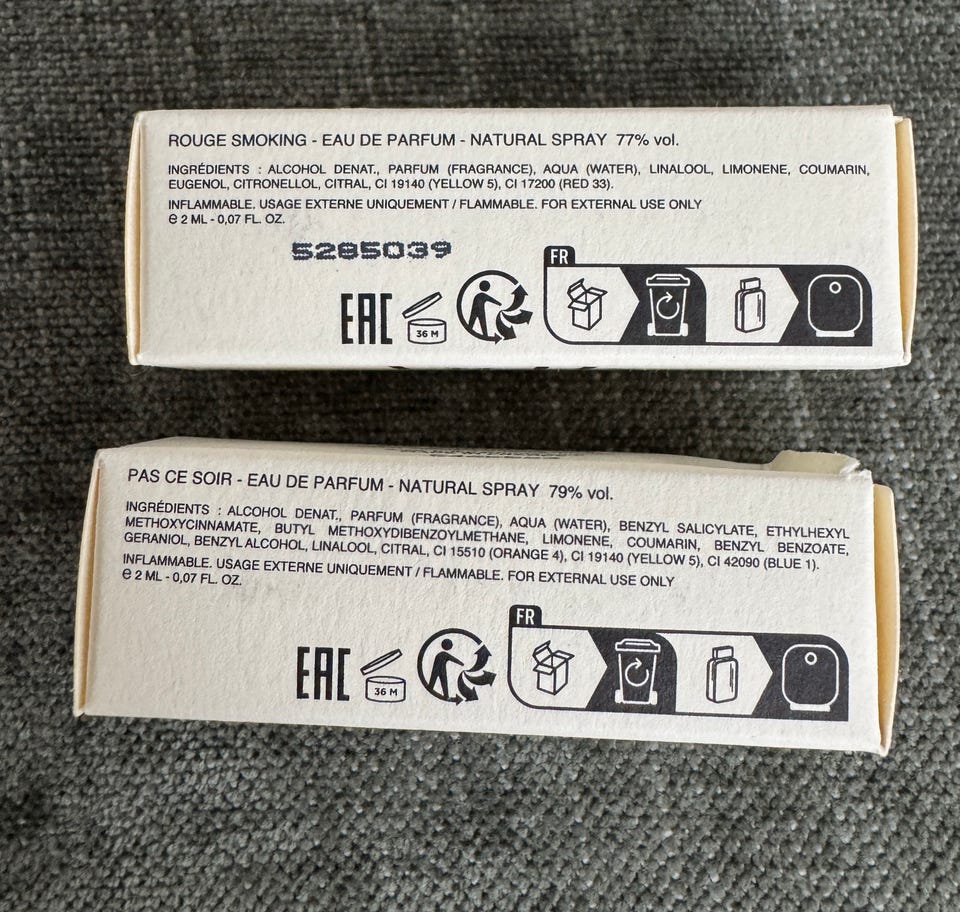 ROUGE SMOKING - EAU DE PARFUM - NATURAL SPRAY 77% vol.
INGRÉDIENTS : ALCOHOL DENAT., PARFUM (FRAGRANCE), AQUA (WATER), LINALOOL, LIMONENE, COUMARIN,
EUGENOL, CITRONELLOL, CITRAL, CI 19140 (YELLOW 5), CI 17200 (RED 33).
INFLAMMABLE. USAGE EXTERNE UNIQUEMENT / FLAMMABLE. FOR EXTERNAL USE ONLY
℮ 2 ML - 0,07 FL. OZ.
5285039
FR
EAC
36 M
PAS CE SOIR - EAU DE PARFUM - NATURAL SPRAY 79% vol.
INGRÉDIENTS : ALCOHOL DENAT., PARFUM (FRAGRANCE), AQUA (WATER), BENZYL SALICYLATE, ETHYLHEXYL
METHOXYCINNAMATE, BUTYL METHOXYDIBENZOYLMETHANE, LIMONENE, COUMARIN, BENZYL BENZOATE,
GERANIOL, BENZYL ALCOHOL, LINALOOL, CITRAL, CI 15510 (ORANGE 4), CI 19140 (YELLOW 5), CI 42090 (BLUE 1).
INFLAMMABLE. USAGE EXTERNE UNIQUEMENT / FLAMMABLE. FOR EXTERNAL USE ONLY
℮ 2 ML - 0,07 FL. OZ.
FR
EAC
36 M